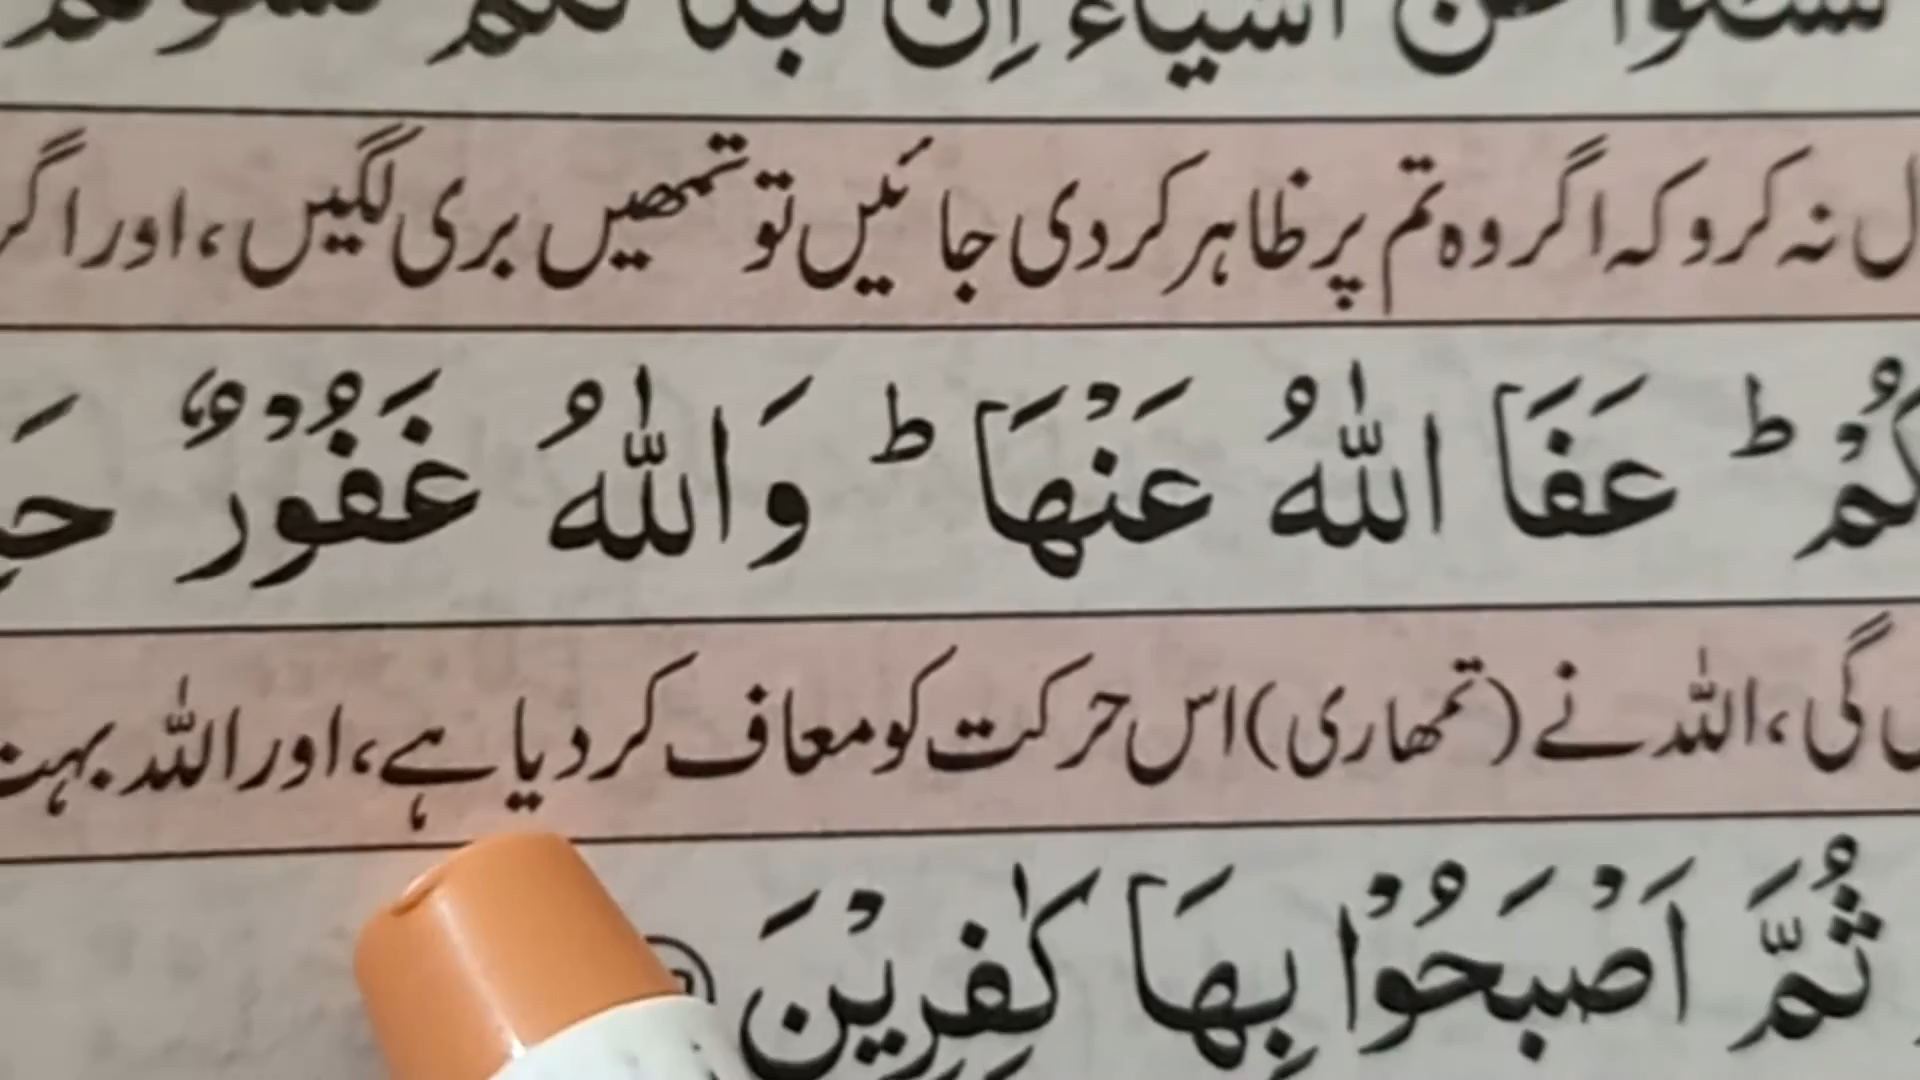 اَشْيَاءَ اِنْ تُبْدَ لَكُمْ تَسُؤْكُمْ
نہ کرو کہ اگر وہ تم پر ظاہر کر دی جائیں تو تمھیں بری لگیں، اور اگر
عَفَا اللّٰهُ عَنْهَا ؕ وَاللّٰهُ غَفُوْرٌ
گی، اللہ نے (تمھاری) اس حرکت کو معاف کر دیا ہے، اور اللہ بہت
ثُمَّ اَصْبَحُوْا بِهَا كٰفِرِيْنَ